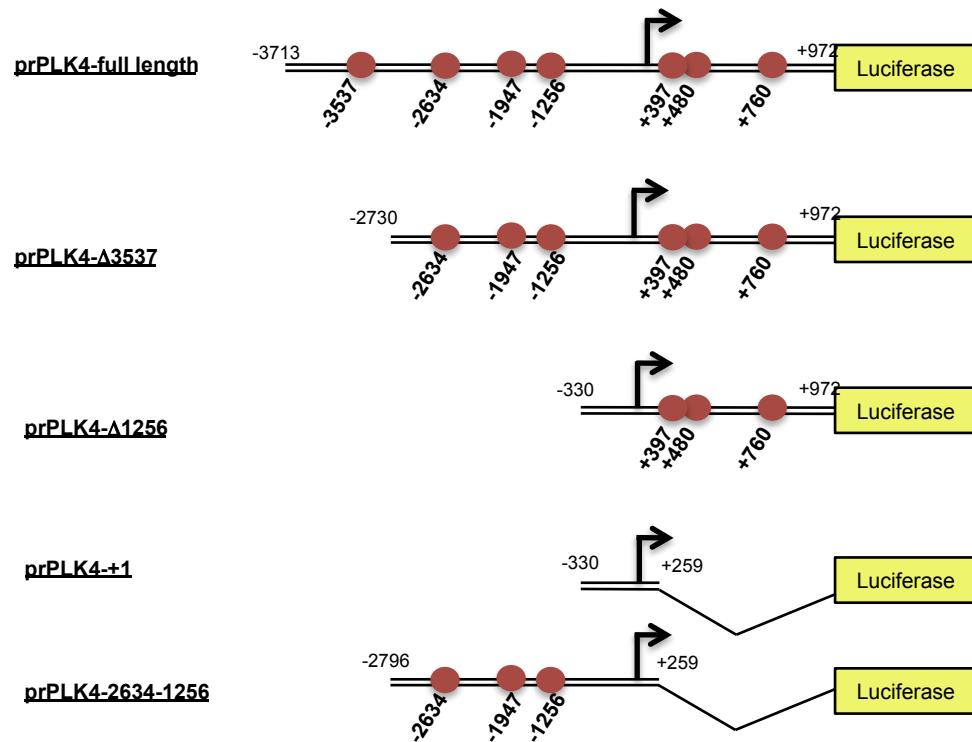 prPLK4-full length
-3713
+972
Luciferase
-3537
-2634
-1947
-1256
+397
+480
+760
prPLK4-Δ3537
-2730
+972
Luciferase
-2634
-1947
-1256
+397
+480
+760
prPLK4-Δ1256
-330
+972
Luciferase
+397
+480
+760
prPLK4-+1
-330
+259
Luciferase
prPLK4-2634-1256
-2796
+259
Luciferase
-2634
-1947
-1256